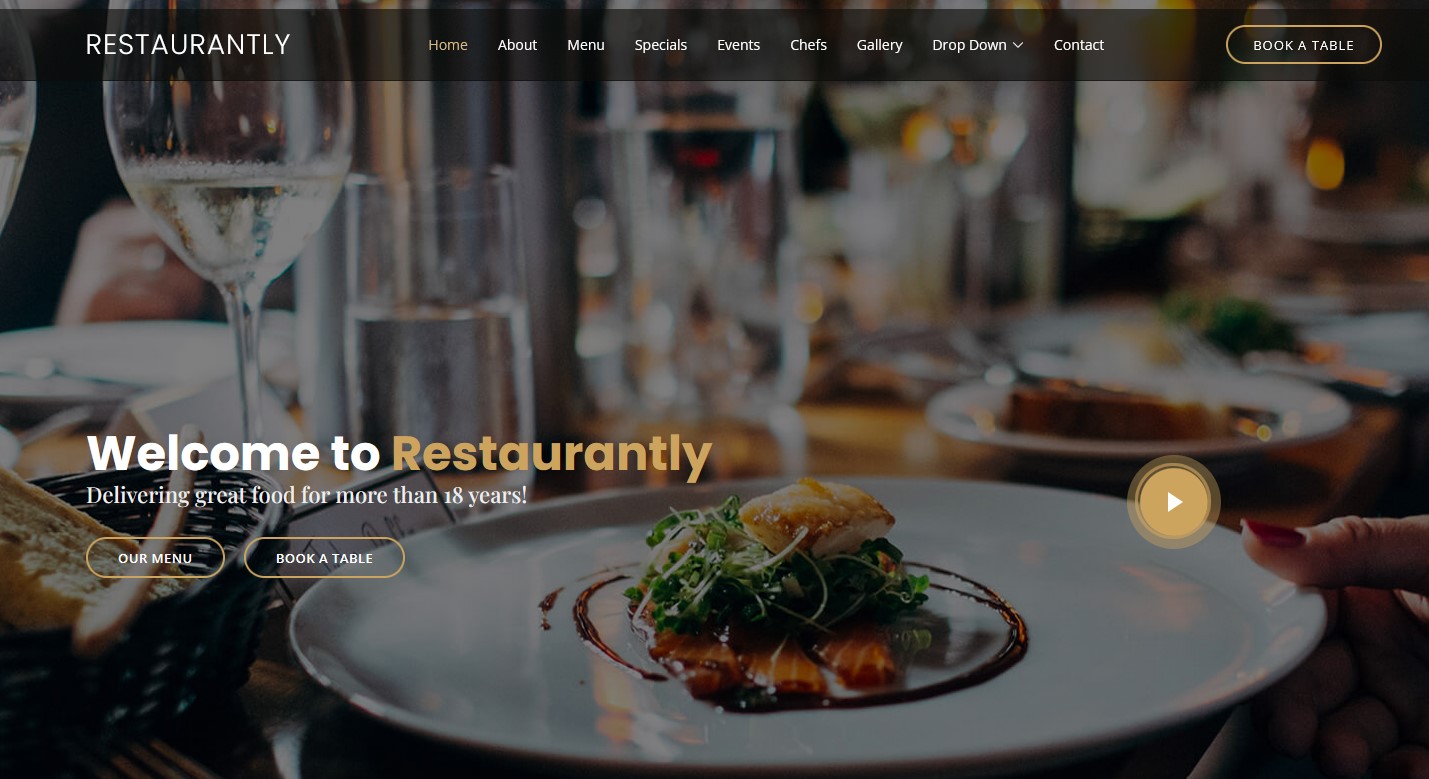 RESTAURANTLY
Home About Menu Specials Events Chefs Gallery Drop Down Contact
BOOK A TABLE
Welcome to Restaurantly
Delivering great food for more than 18 years!
OUR MENU BOOK A TABLE